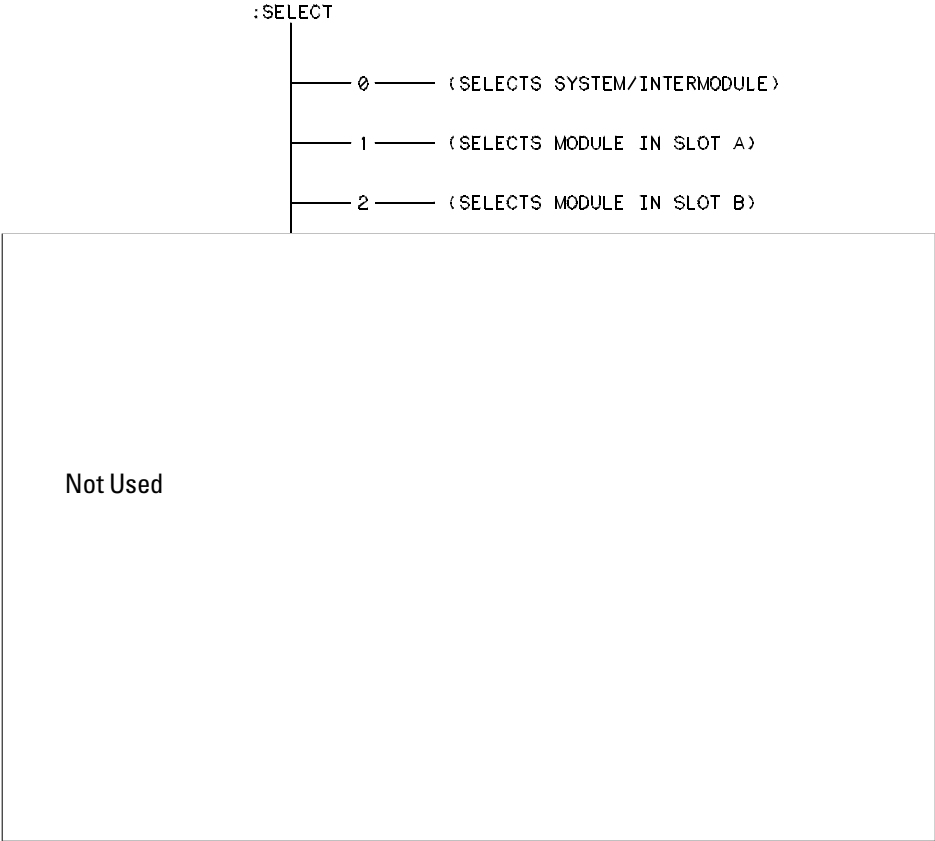 :SELECT
0 (SELECTS SYSTEM/INTERMODULE)
1 (SELECTS MODULE IN SLOT A)
2 (SELECTS MODULE IN SLOT B)
Not Used